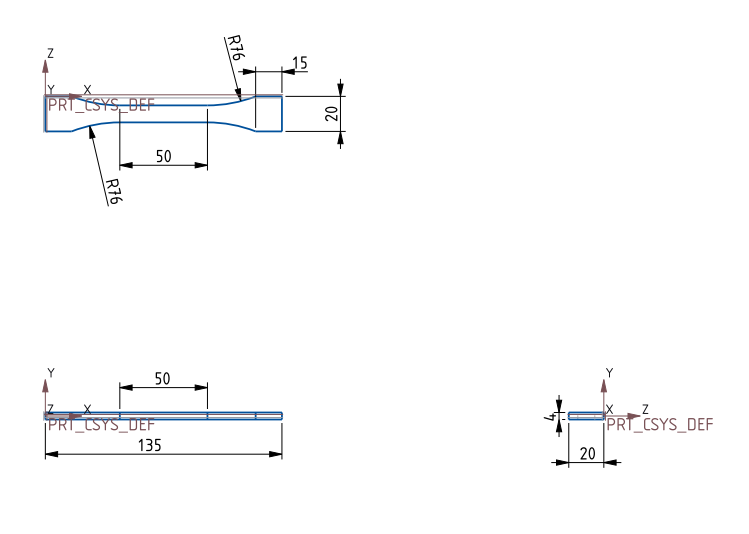 R76
15
Z
Y
X
PRT_CSYS_DEF
20
50
R76
Y
50
Z
X
PRT_CSYS_DEF
135
Y
X
Z
4
PRT_CSYS_DEF
20